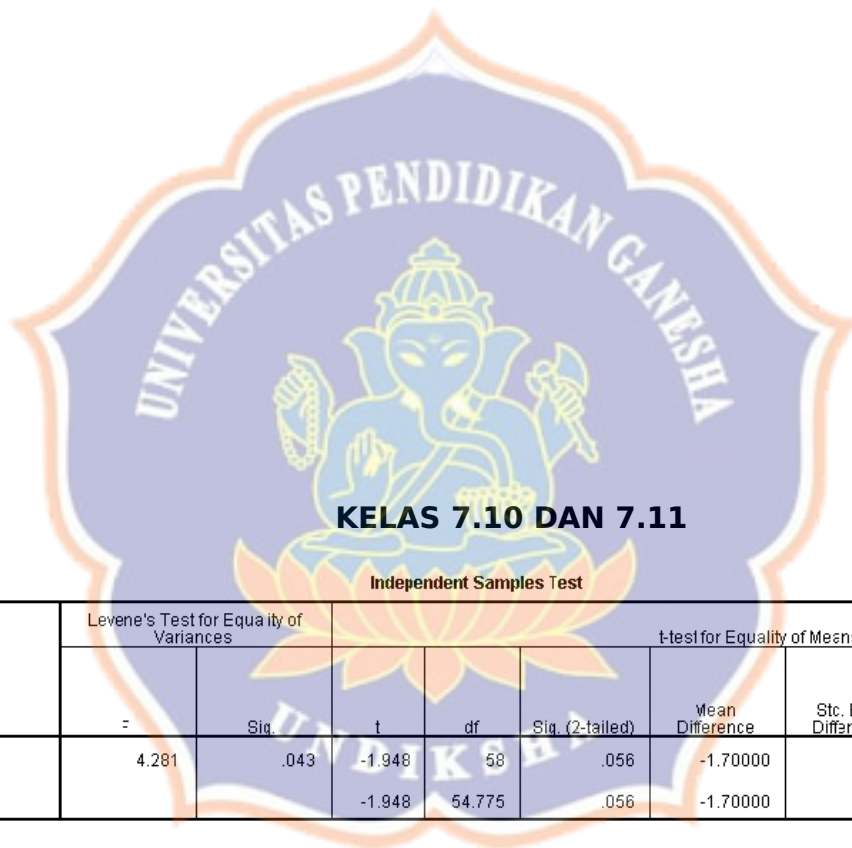 UNIVERSITAS PENDIDIKAN GANESHA
KELAS 7.10 DAN 7.11
Independent Samples Test
Levene's Test for Equality of Variances
t-test for Equality of Means
F Sig. t df Sig. (2-tailed) Mean Difference Std.
4.281 .043 -1.948 58 .056 -1.70000
-1.948 54.775 .056 -1.70000
UNDIKSHA